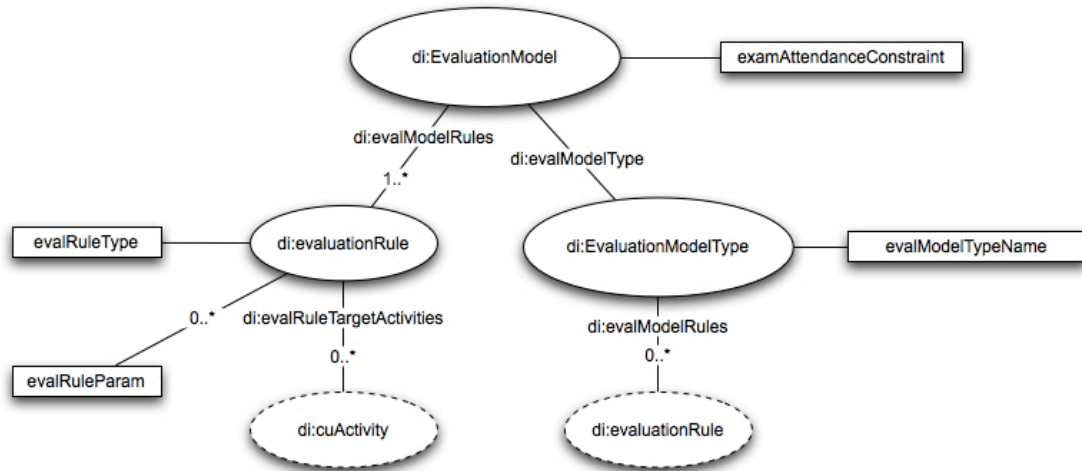 di:EvaluationModel
examAttendanceConstraint
di:evalModelRules
di:evalModelType
1..*
evalRuleType
di:evaluationRule
di:EvaluationModelType
evalModelTypeName
0..*
di:evalRuleTargetActivities
di:evalModelRules
0..*
0..*
evalRuleParam
di:cuActivity
di:evaluationRule